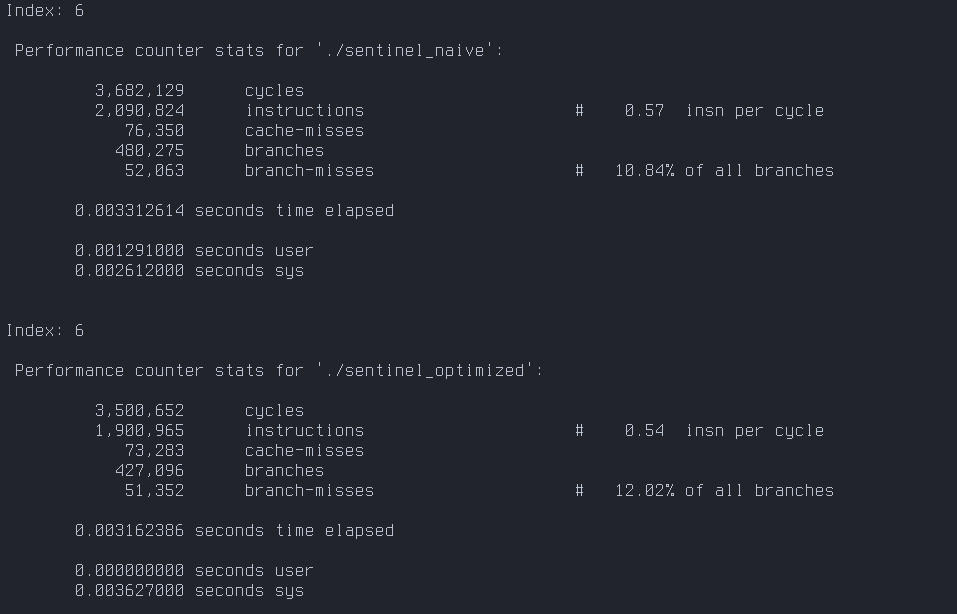 Index: 6
Performance counter stats for './sentinel_naive':
3,682,129 cycles
2,090,824 instructions # 0.57 insn per cycle
76,350 cache-misses
480,275 branches
52,063 branch-misses # 10.84% of all branches
0.003312614 seconds time elapsed
0.001291000 seconds user
0.002612000 seconds sys
Index: 6
Performance counter stats for './sentinel_optimized':
3,500,652 cycles
1,900,965 instructions # 0.54 insn per cycle
73,283 cache-misses
427,096 branches
51,352 branch-misses # 12.02% of all branches
0.003162386 seconds time elapsed
0.000000000 seconds user
0.003627000 seconds sys